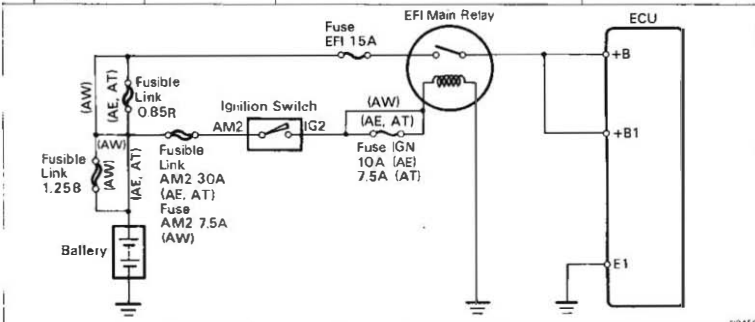 EFI Main Relay
ECU
Fuse
EFI 15A
+B
(AW)
(AE, AT)
Fusible
Link
0.85R
Ignition Switch
(AW)
(AE, AT)
AM2
IG2
+B1
(AW)
Fusible
Link
1.25B
(AW)
(AE, AT)
Fusible
Link
AM2 30A
(AE, AT)
Fuse
AM2 7.5A
(AW)
Fuse IGN
10A (AE)
7.5A (AT)
Battery
E1